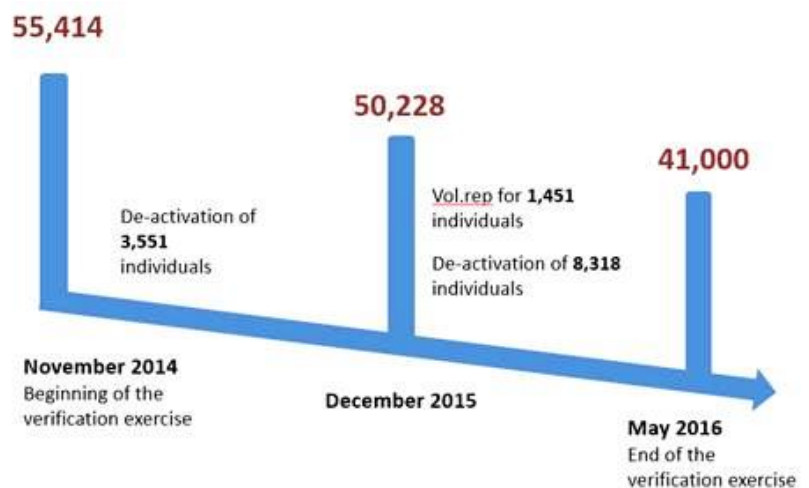 55,414
50,228
41,000
De-activation of
3,551
individuals
Vol.rep for 1,451
individuals
De-activation of 8,318
individuals
November 2014
Beginning of the
verification exercise
December 2015
May 2016
End of the
verification exercise